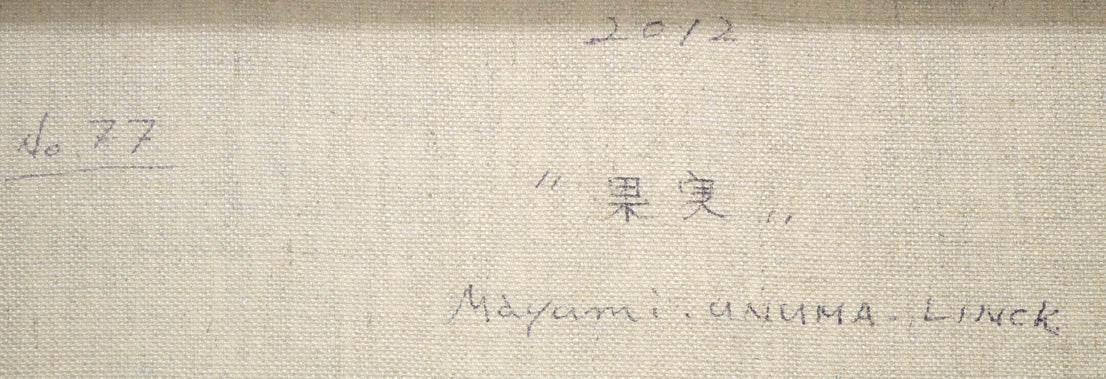 2012
No 77
" 果実 „
Mayumi. UNUMA-LINCK